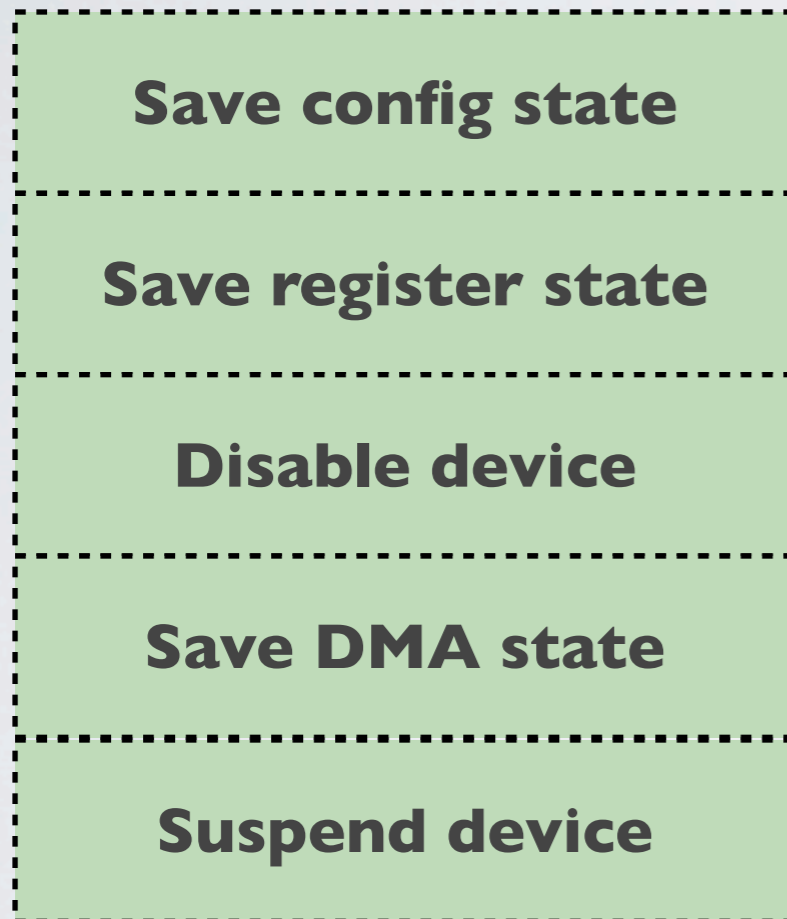 Save config state
Save register state
Disable device
Save DMA state
Suspend device